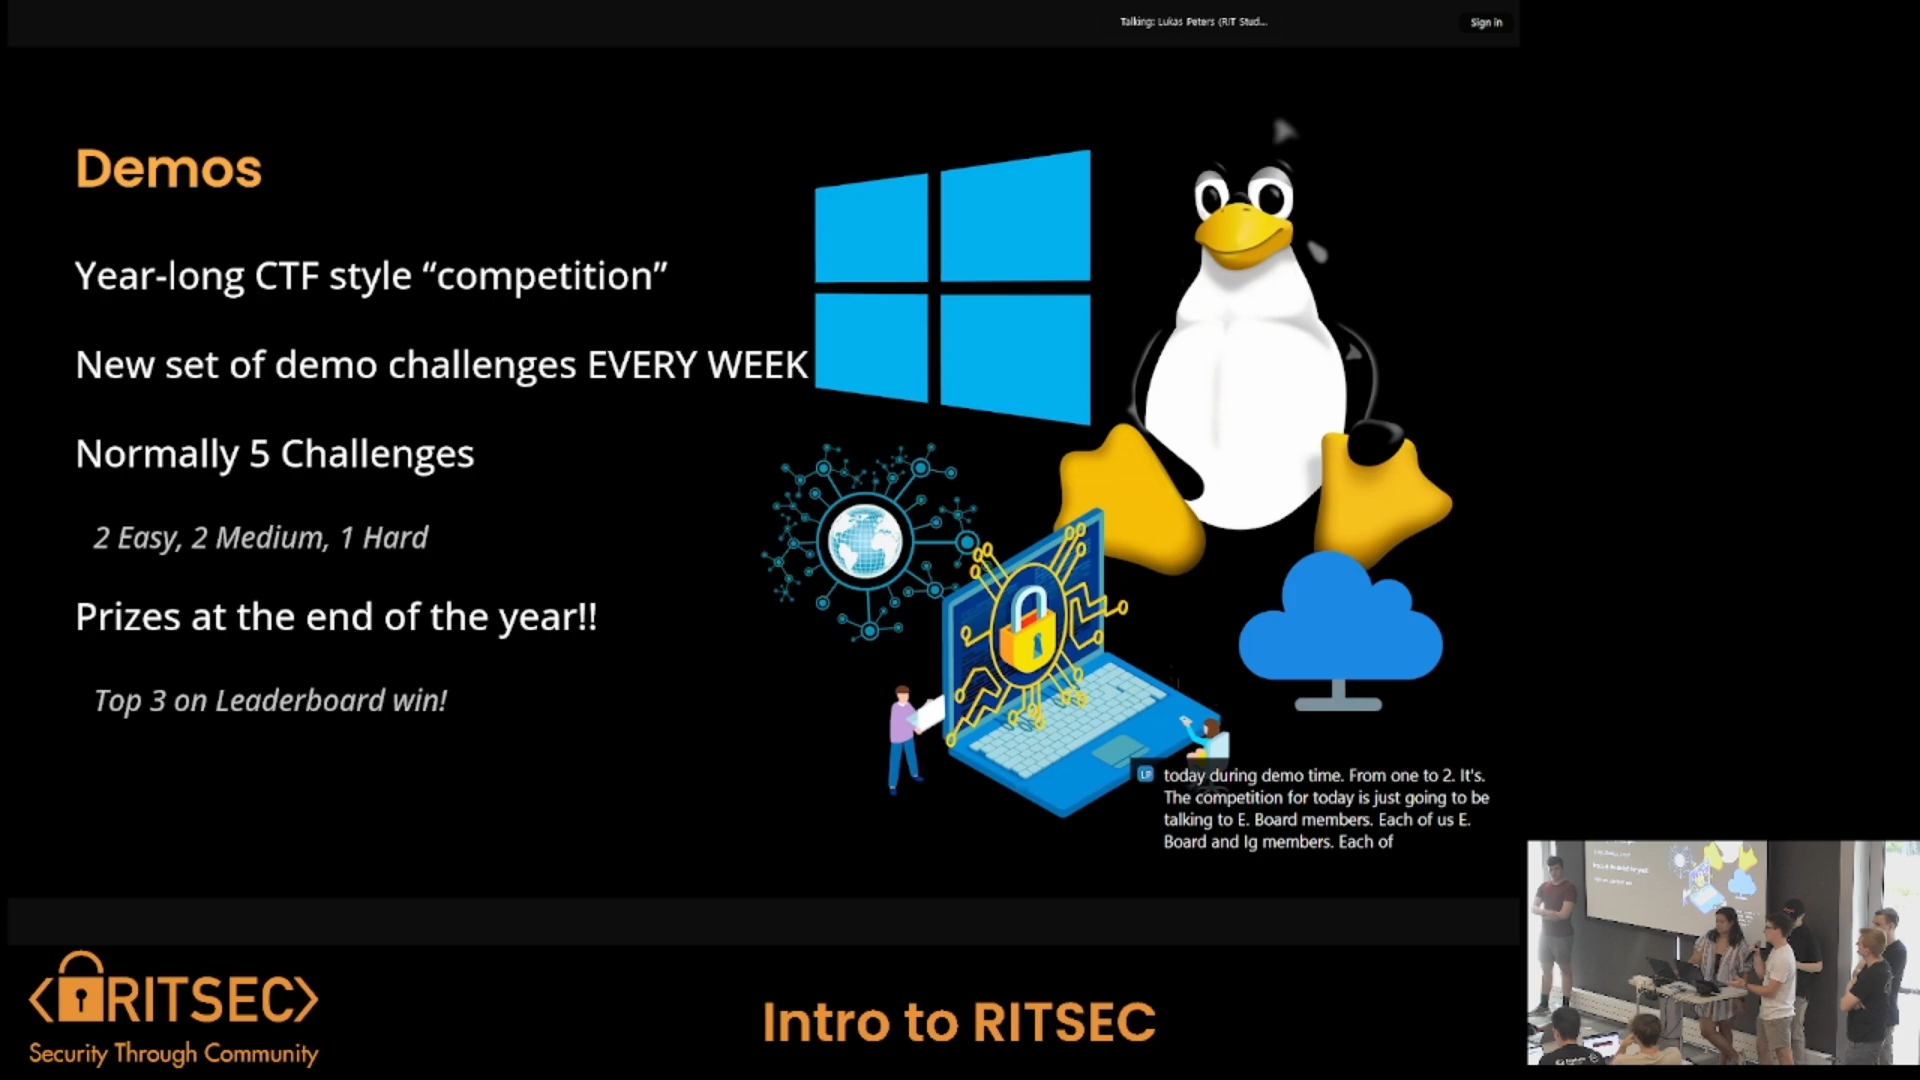 Talking: Lukas Peters (RIT Stud...
Sign in
Demos
Year-long CTF style “competition”
New set of demo challenges EVERY WEEK
Normally 5 Challenges
2 Easy, 2 Medium, 1 Hard
Prizes at the end of the year!!
Top 3 on Leaderboard win!
LP
today during demo time. From one to 2. It's.
The competition for today is just going to be
talking to E. Board members. Each of us E.
Board and Ig members. Each of
<RITSEC>
Security Through Community
Intro to RITSEC